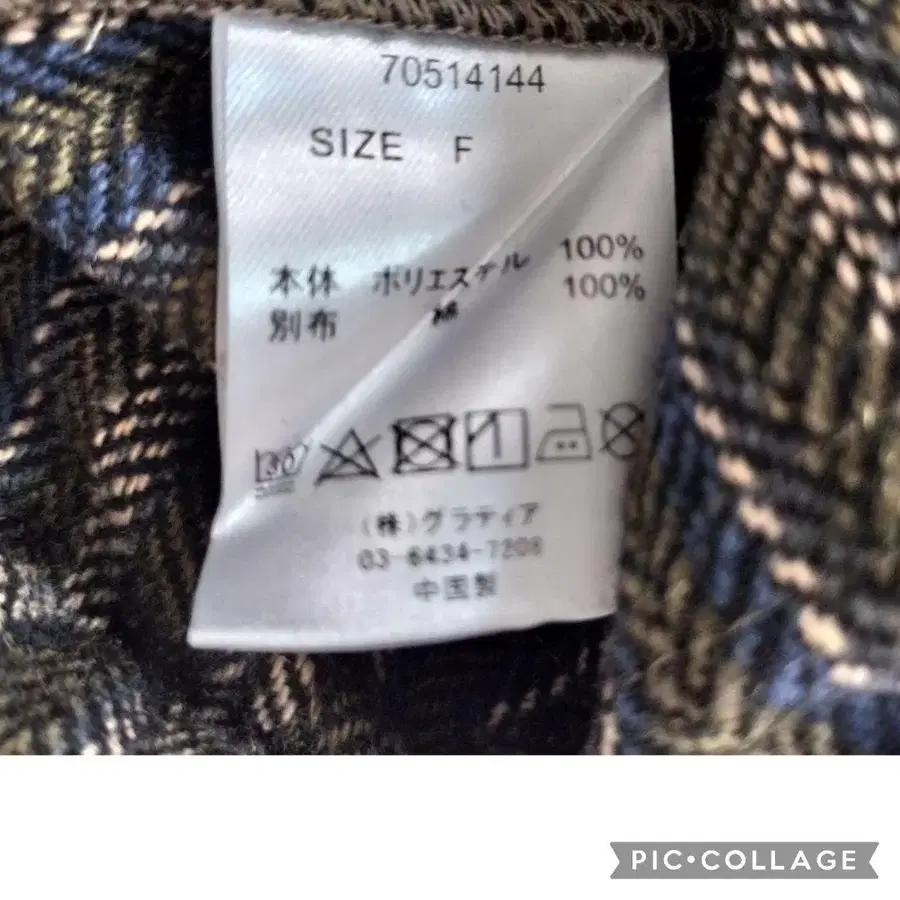 70514144
SIZE F
本体 ポリエステル 100%
別布 綿 100%
30
(株)グラティア
03-6434-7208
中国製
PIC•COLLAGE